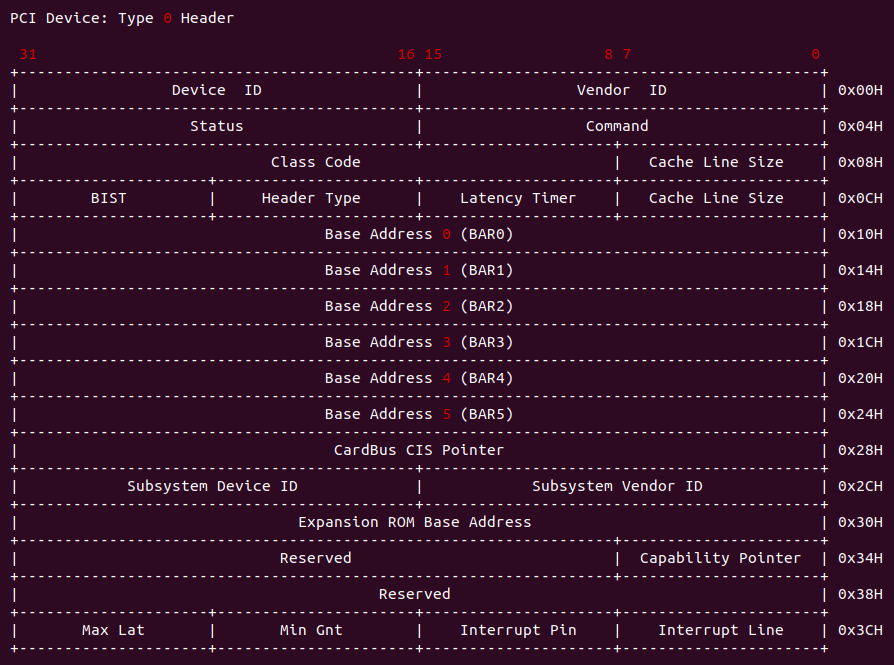 PCI Device: Type 0 Header
31 16 15 8 7 0
Device ID | Vendor ID | 0x00H
Status | Command | 0x04H
Class Code | Cache Line Size | 0x08H
BIST | Header Type | Latency Timer | Cache Line Size | 0x0CH
Base Address 0 (BAR0) | 0x10H
Base Address 1 (BAR1) | 0x14H
Base Address 2 (BAR2) | 0x18H
Base Address 3 (BAR3) | 0x1CH
Base Address 4 (BAR4) | 0x20H
Base Address 5 (BAR5) | 0x24H
CardBus CIS Pointer | 0x28H
Subsystem Device ID | Subsystem Vendor ID | 0x2CH
Expansion ROM Base Address | 0x30H
Reserved | Capability Pointer | 0x34H
Reserved | 0x38H
Max Lat | Min Gnt | Interrupt Pin | Interrupt Line | 0x3CH